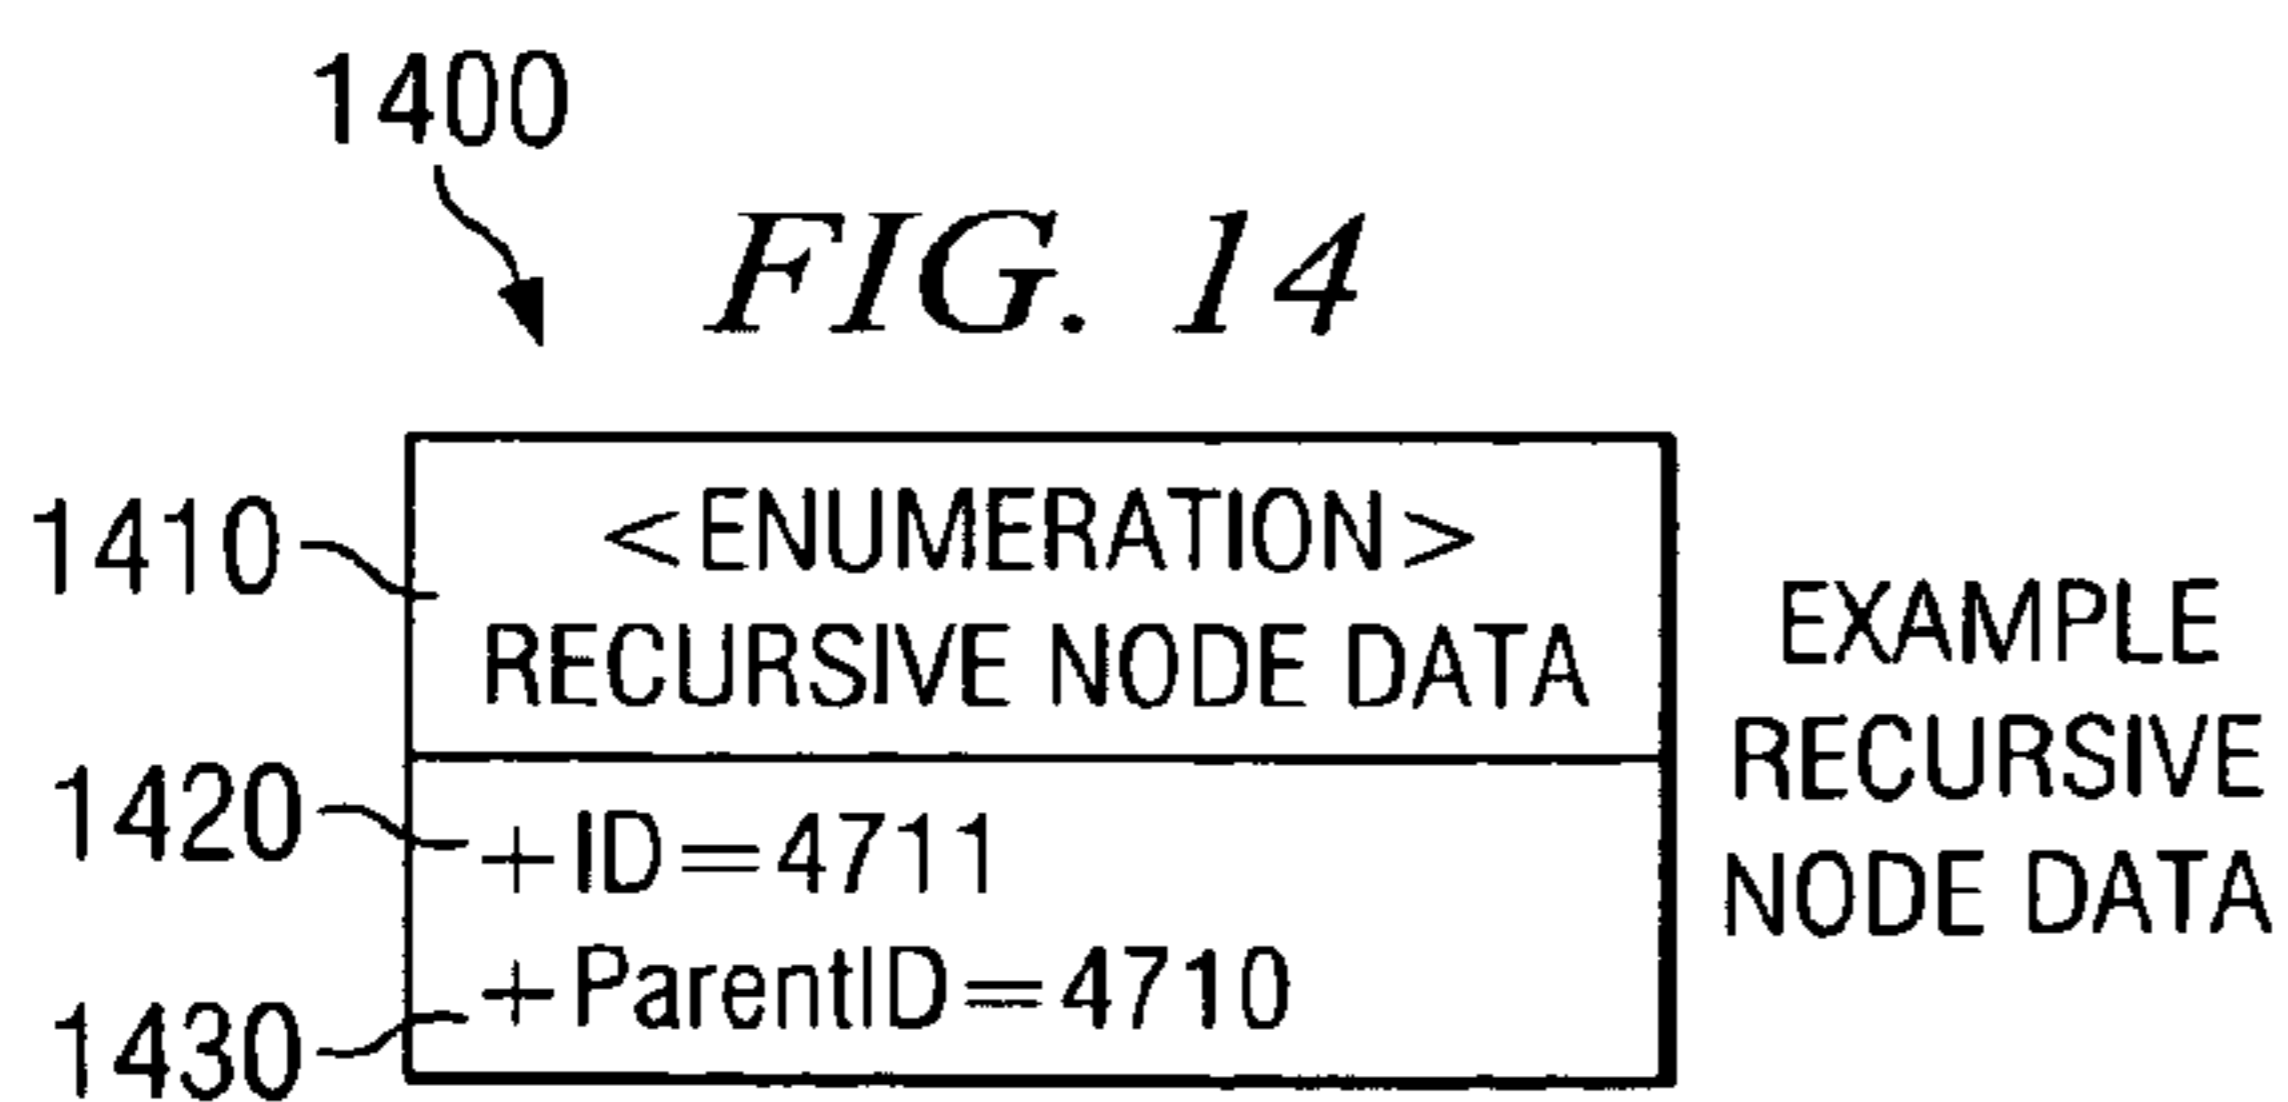 1400
FIG. 14
1410
<ENUMERATION>
RECURSIVE NODE DATA
1420
+ID=4711
1430
+ParentID=4710
EXAMPLE
RECURSIVE
NODE DATA